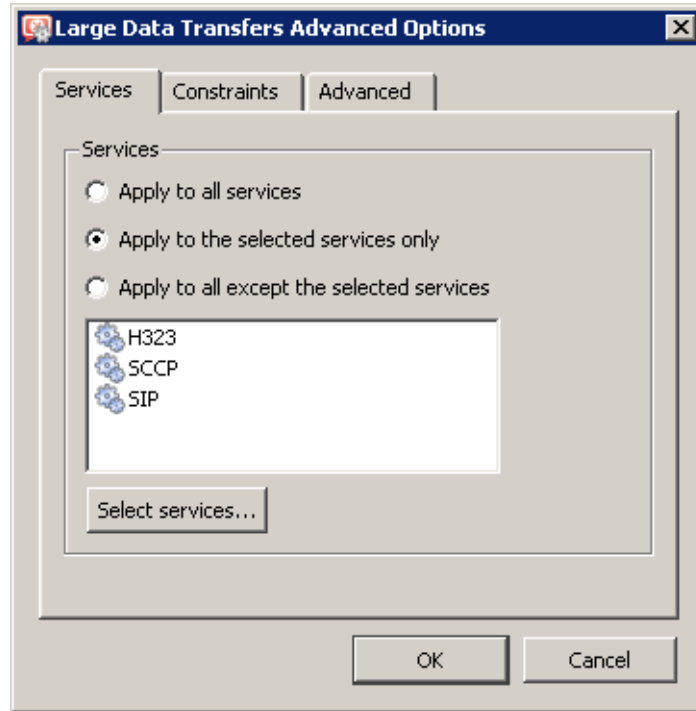 Large Data Transfers Advanced Options
Services Constraints Advanced
Services
Apply to all services
Apply to the selected services only
Apply to all except the selected services
H323
SCCP
SIP
Select services...
OK Cancel